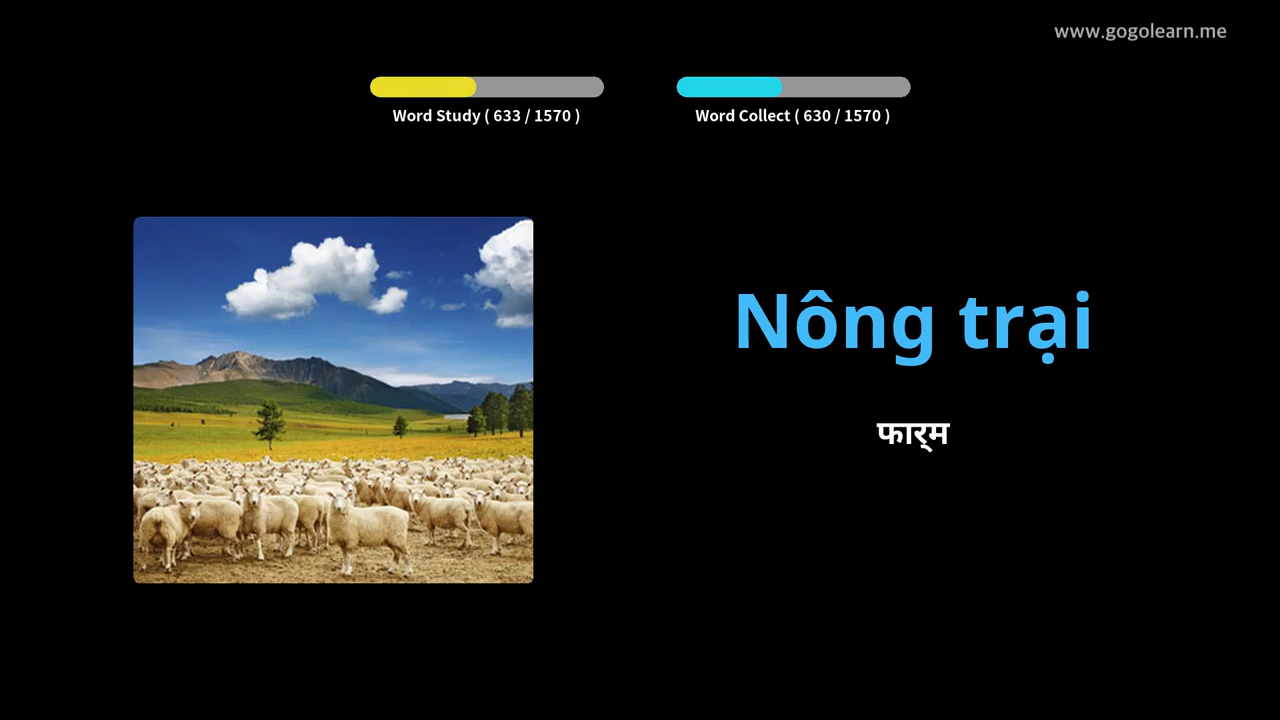 www.gogolearn.me
Word Study ( 633 / 1570 )
Word Collect ( 630 / 1570 )
Nông trại
फार्म